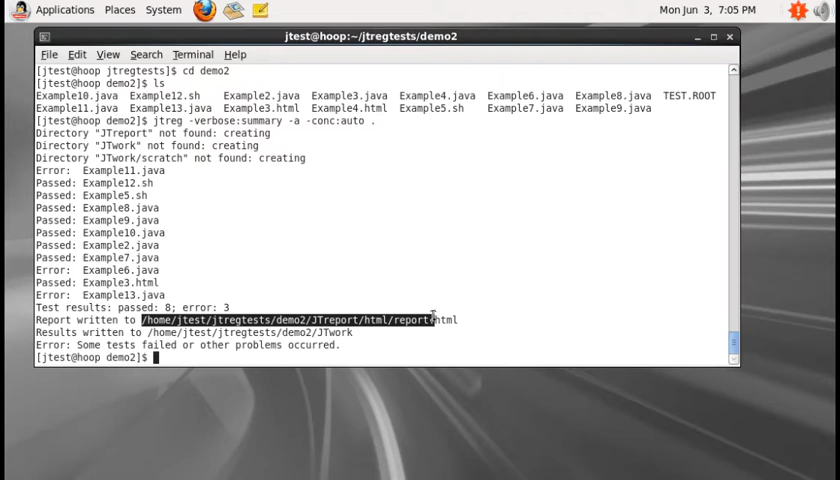 Applications Places System Mon Jun 3, 7:05 PM
jtest@hoop:~/jtregtests/demo2
File Edit View Search Terminal Help
[jtest@hoop jtregtests]$ cd demo2
[jtest@hoop demo2]$ ls
Example10.java Example12.sh Example2.java Example3.java Example4.java Example6.java Example8.java TEST.ROOT
Example11.java Example13.java Example3.html Example4.html Example5.sh Example7.java Example9.java
[jtest@hoop demo2]$ jtreg -verbose:summary -a -conc:auto .
Directory "JTreport" not found: creating
Directory "JTwork" not found: creating
Directory "JTwork/scratch" not found: creating
Error: Example11.java
Passed: Example12.sh
Passed: Example5.sh
Passed: Example8.java
Passed: Example9.java
Passed: Example10.java
Passed: Example2.java
Passed: Example7.java
Error: Example6.java
Passed: Example3.html
Error: Example13.java
Test results: passed: 8; error: 3
Report written to /home/jtest/jtregtests/demo2/JTreport/html/report.html
Results written to /home/jtest/jtregtests/demo2/JTwork
Error: Some tests failed or other problems occurred.
[jtest@hoop demo2]$